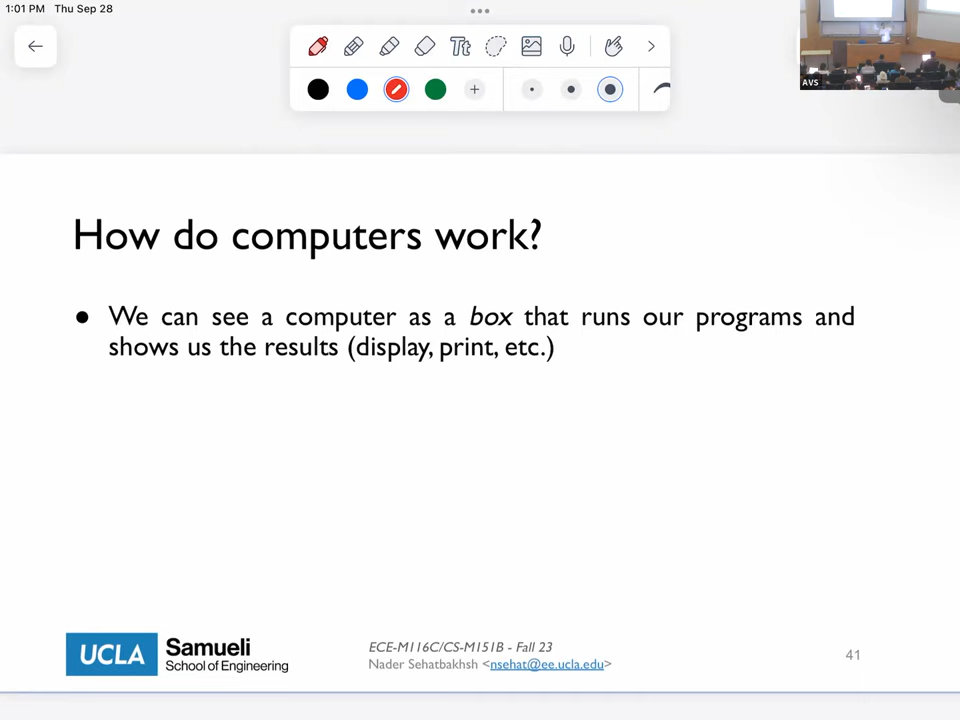 1:01 PM Thu Sep 28
Tt
AVS
How do computers work?
● We can see a computer as a box that runs our programs and
shows us the results (display, print, etc.)
UCLA Samueli
School of Engineering
ECE-M116C/CS-M151B - Fall 23
Nader Sehatbakhsh <nsehat@ee.ucla.edu>
41